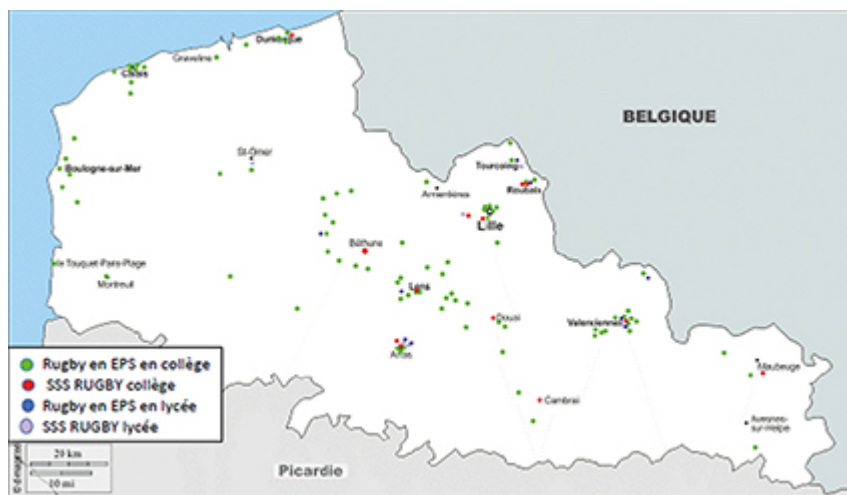 Dunkerque
Graveline
Calais
BELGIQUE
St-Omer
Tourcoing
Boulogne-sur-Mer
Roubaix
Armentières
Lille
Béthune
le Touquet-Paris-Plage
Montreuil
Lens
Douai
Valenciennes
Arras
Maubeuge
Cambrai
Avesnes-
sur-Helpe
Rugby en EPS en collège
SSS RUGBY collège
Rugby en EPS en lycée
SSS RUGBY lycée
20 km
10 mi
Picardie